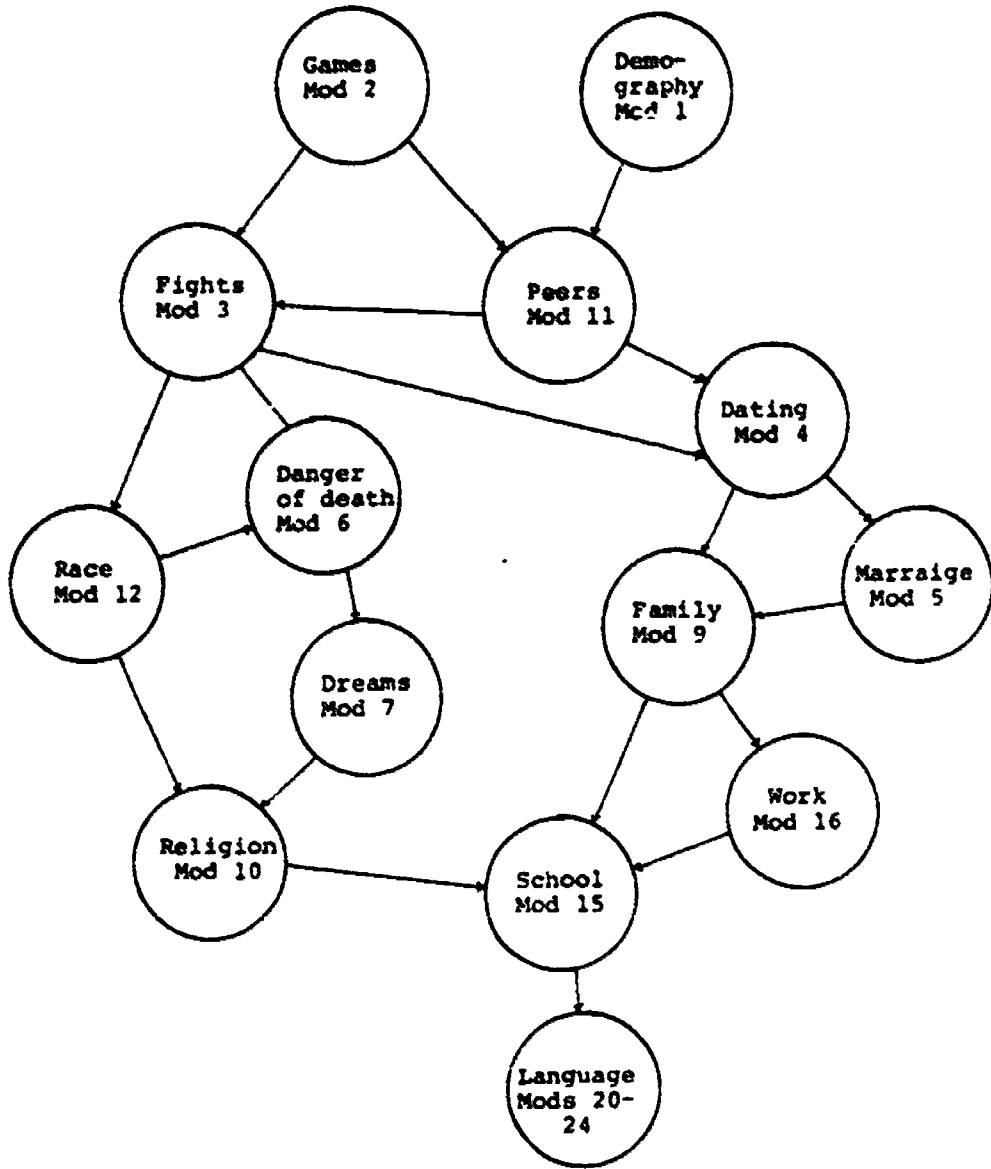 Games
Mod 2
Demo-
graphy
Mod 1
Fights
Mod 3
Peers
Mod 11
Dating
Mod 4
Danger
of death
Mod 6
Race
Mod 12
Marraige
Mod 5
Family
Mod 9
Dreams
Mod 7
Work
Mod 16
Religion
Mod 10
School
Mod 15
Language
Mods 20-
24